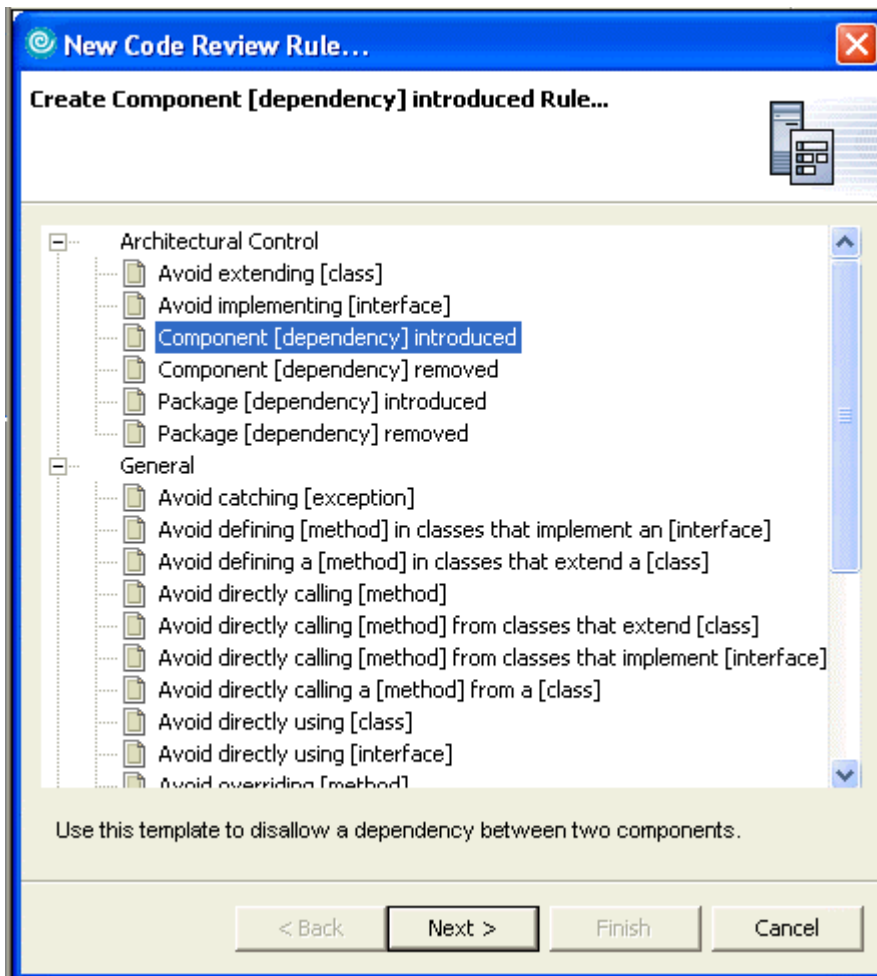 New Code Review Rule...
Create Component [dependency] introduced Rule...
Architectural Control
Avoid extending [class]
Avoid implementing [interface]
Component [dependency] introduced
Component [dependency] removed
Package [dependency] introduced
Package [dependency] removed
General
Avoid catching [exception]
Avoid defining [method] in classes that implement an [interface]
Avoid defining a [method] in classes that extend a [class]
Avoid directly calling [method]
Avoid directly calling [method] from classes that extend [class]
Avoid directly calling [method] from classes that implement [interface]
Avoid directly calling a [method] from a [class]
Avoid directly using [class]
Avoid directly using [interface]
Avoid overriding [method]
Use this template to disallow a dependency between two components.
< Back Next > Finish Cancel